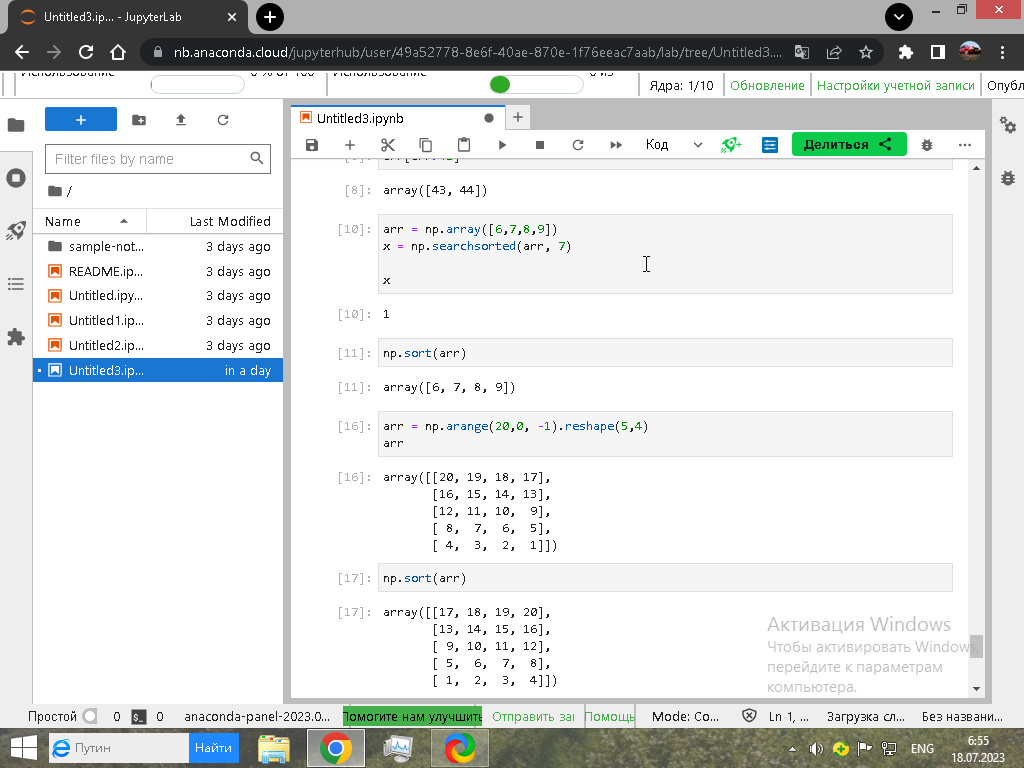 Untitled3.ip... - JupyterLab
nb.anaconda.cloud/jupyterhub/user/49a52778-8e6f-40ae-870e-1f76eeac7aab/lab/tree/Untitled3....
Использование 0 % от 100 Использование 0 из
Ядра: 1/10 Обновление Настройки учетной записи Опубл
Untitled3.ipynb
Filter files by name
Код
Делиться
/
Name Last Modified
sample-not... 3 days ago
README.ip... 3 days ago
Untitled.ipy... 3 days ago
Untitled1.ip... 3 days ago
Untitled2.ip... 3 days ago
Untitled3.ip... in a day
[8]: array([43, 44])
[10]: arr = np.array([6,7,8,9])
x = np.searchsorted(arr, 7)
x
[10]: 1
[11]: np.sort(arr)
[11]: array([6, 7, 8, 9])
[16]: arr = np.arange(20,0, -1).reshape(5,4)
arr
[16]: array([[20, 19, 18, 17],
[16, 15, 14, 13],
[12, 11, 10, 9],
[ 8, 7, 6, 5],
[ 4, 3, 2, 1]])
[17]: np.sort(arr)
[17]: array([[17, 18, 19, 20],
[13, 14, 15, 16],
[ 9, 10, 11, 12],
[ 5, 6, 7, 8],
[ 1, 2, 3, 4]])
Активация Windows
Чтобы активировать Windows,
перейдите к параметрам
компьютера.
Простой 0 0 anaconda-panel-2023.0... Помогите нам улучшить Отправить заг Помощь Mode: Co... Ln 1, ... Загрузка сл... Без названи...
Путин Найти
ENG
6:55
18.07.2023